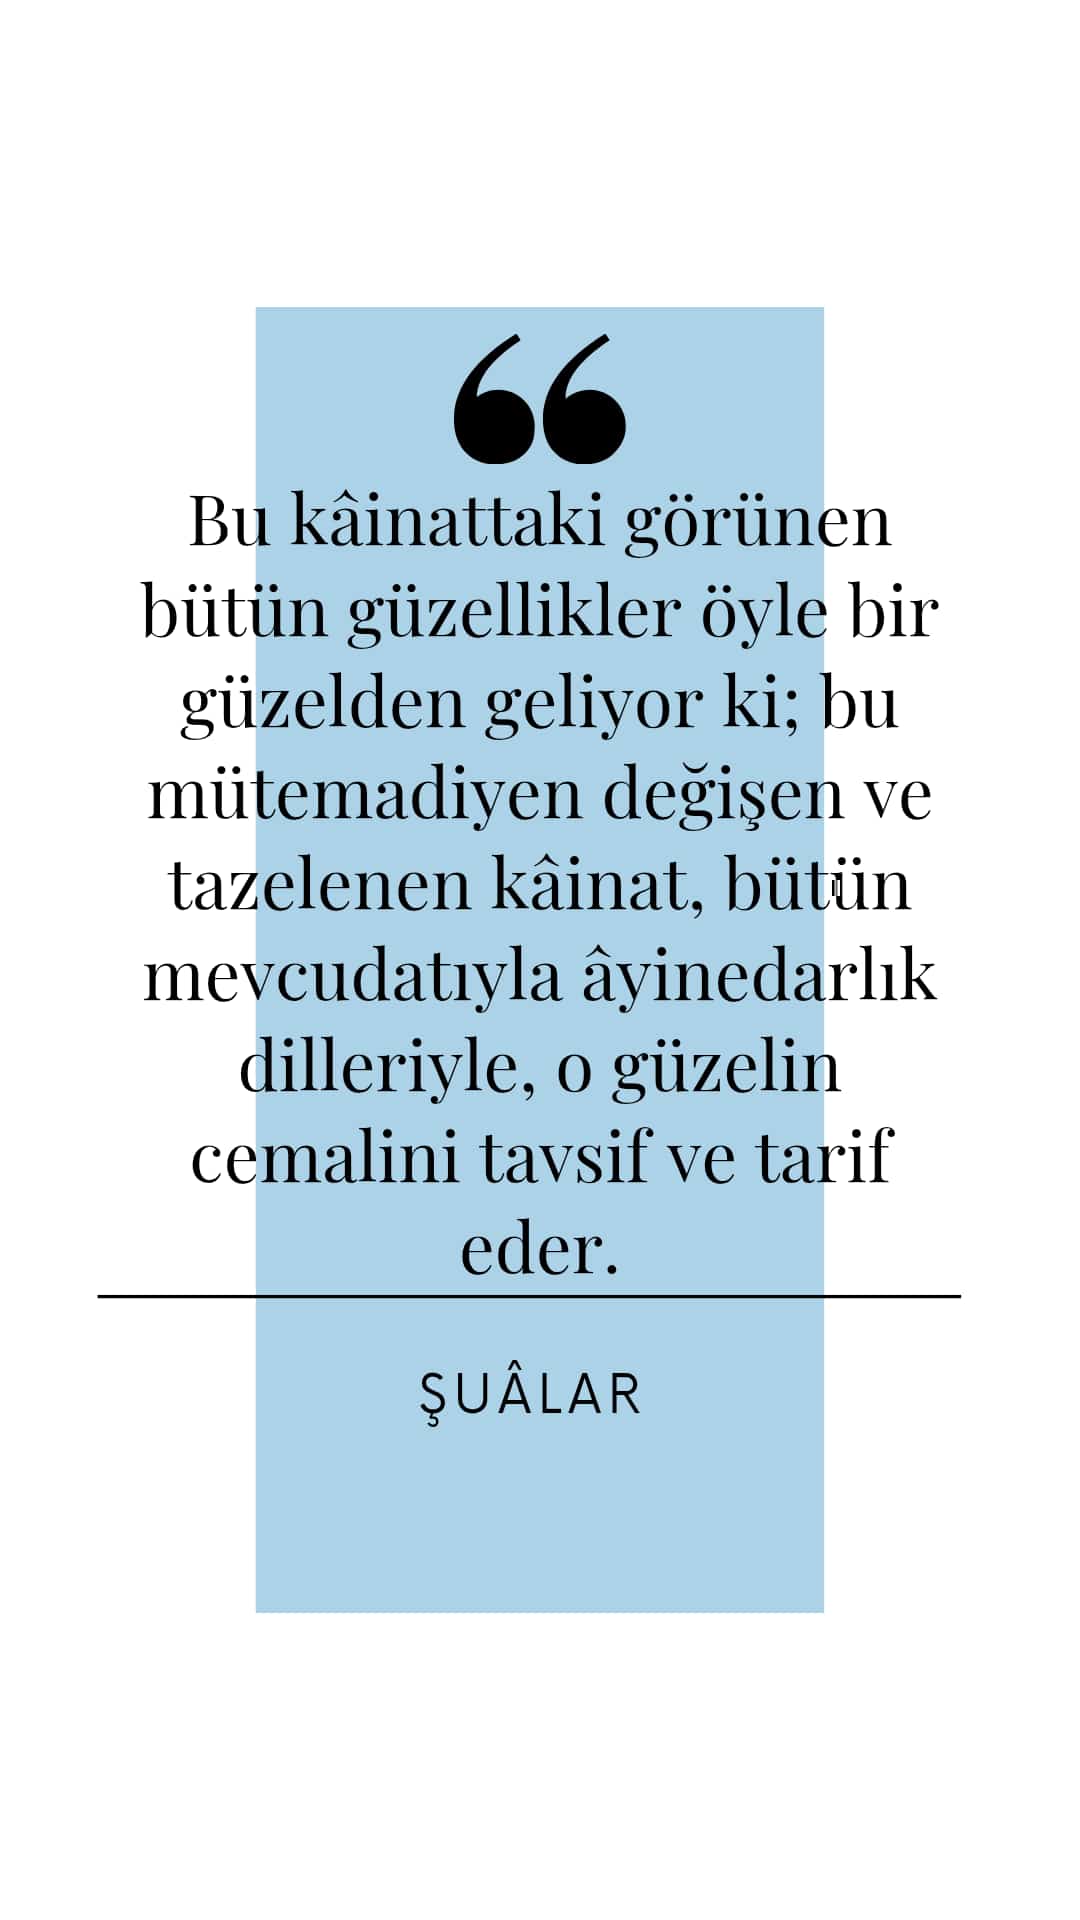 “
Bu kâinattaki görünen
bütün güzellikler öyle bir
güzelden geliyor ki; bu
mütemadiyen değişen ve
tazelenen kâinat, bütün
mevcudatıyla âyinedarlık
dilleriyle, o güzelin
cemalini tavsif ve tarif
eder.
ŞUÂLAR